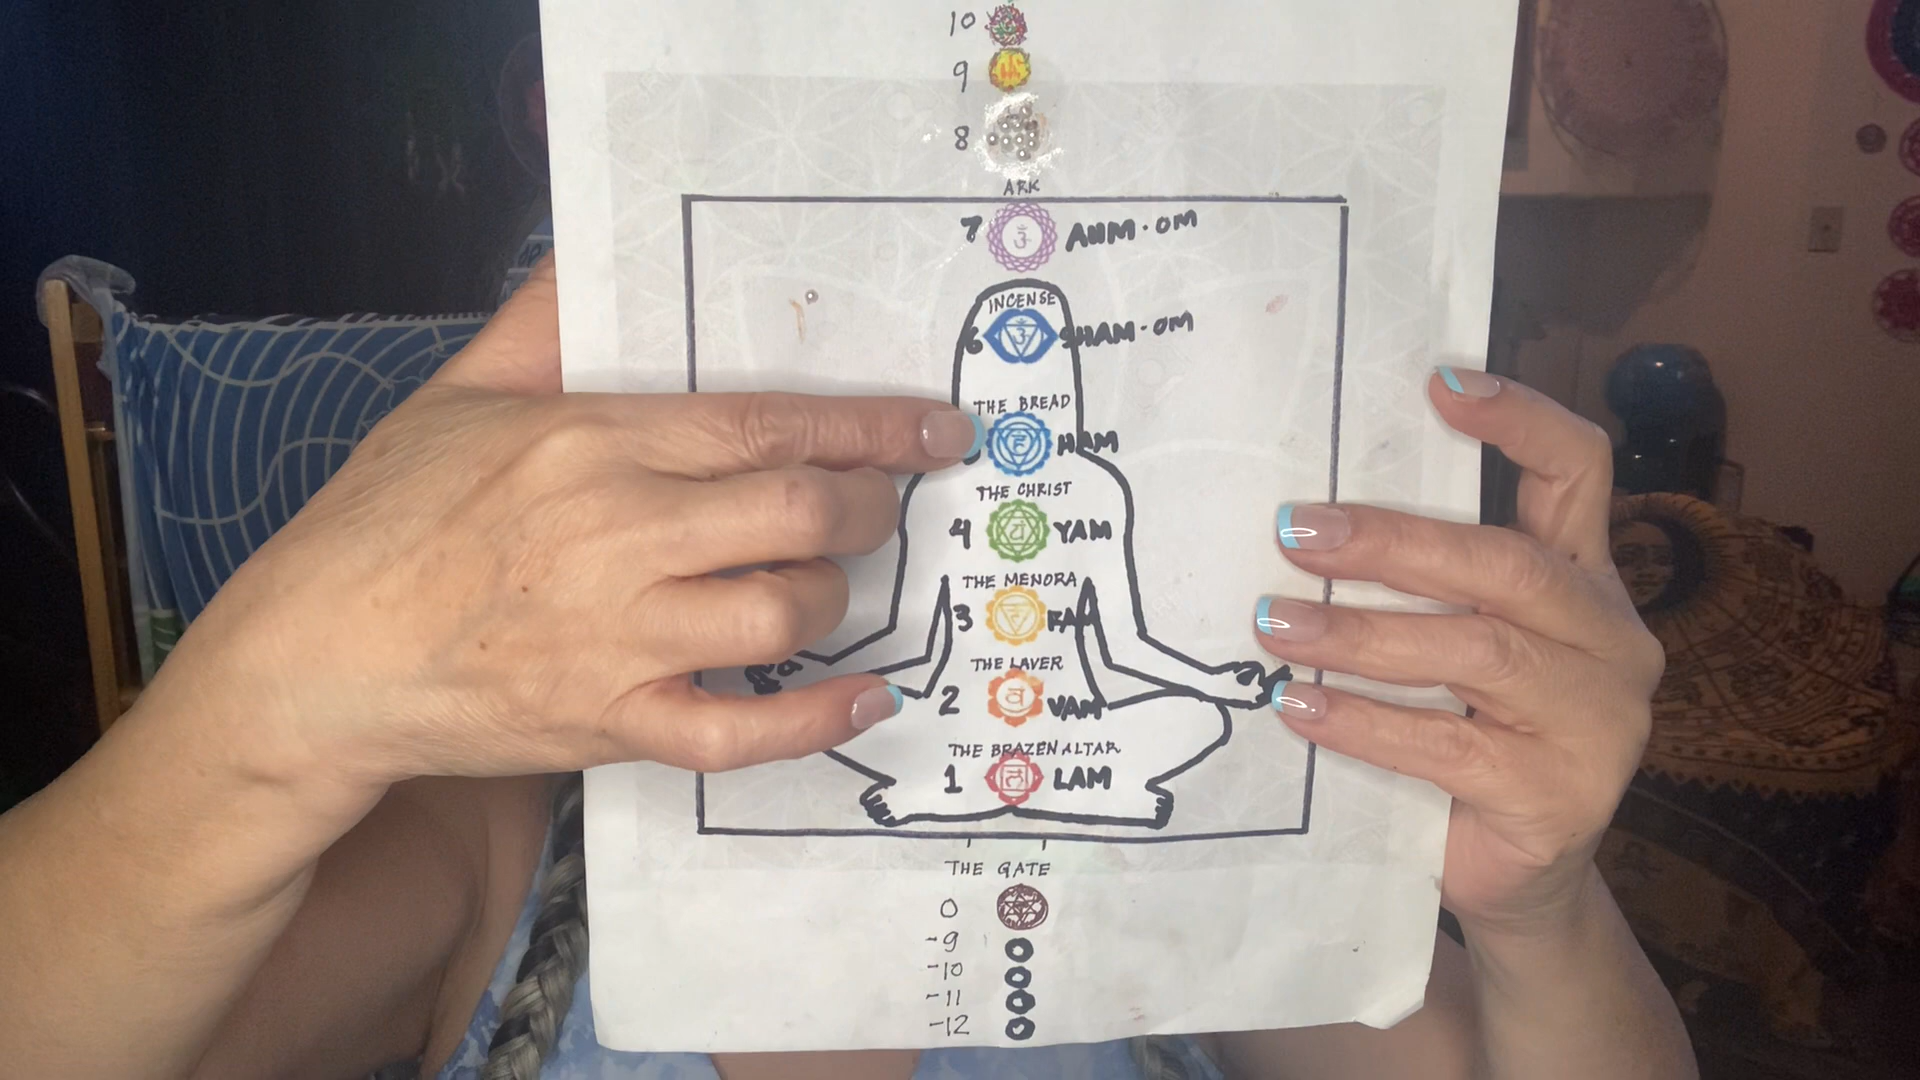 10
9
8
ARK
7 ॐ AUM·OM
INCENSE
6 ॐ SHAM·OM
THE BREAD
हं HAM
THE CHRIST
4 यं YAM
THE MENORA
3 रं
THE LAVER
2 वं VAM
THE BRAZEN ALTAR
1 लं LAM
THE GATE
0
-9
-10
-11
-12